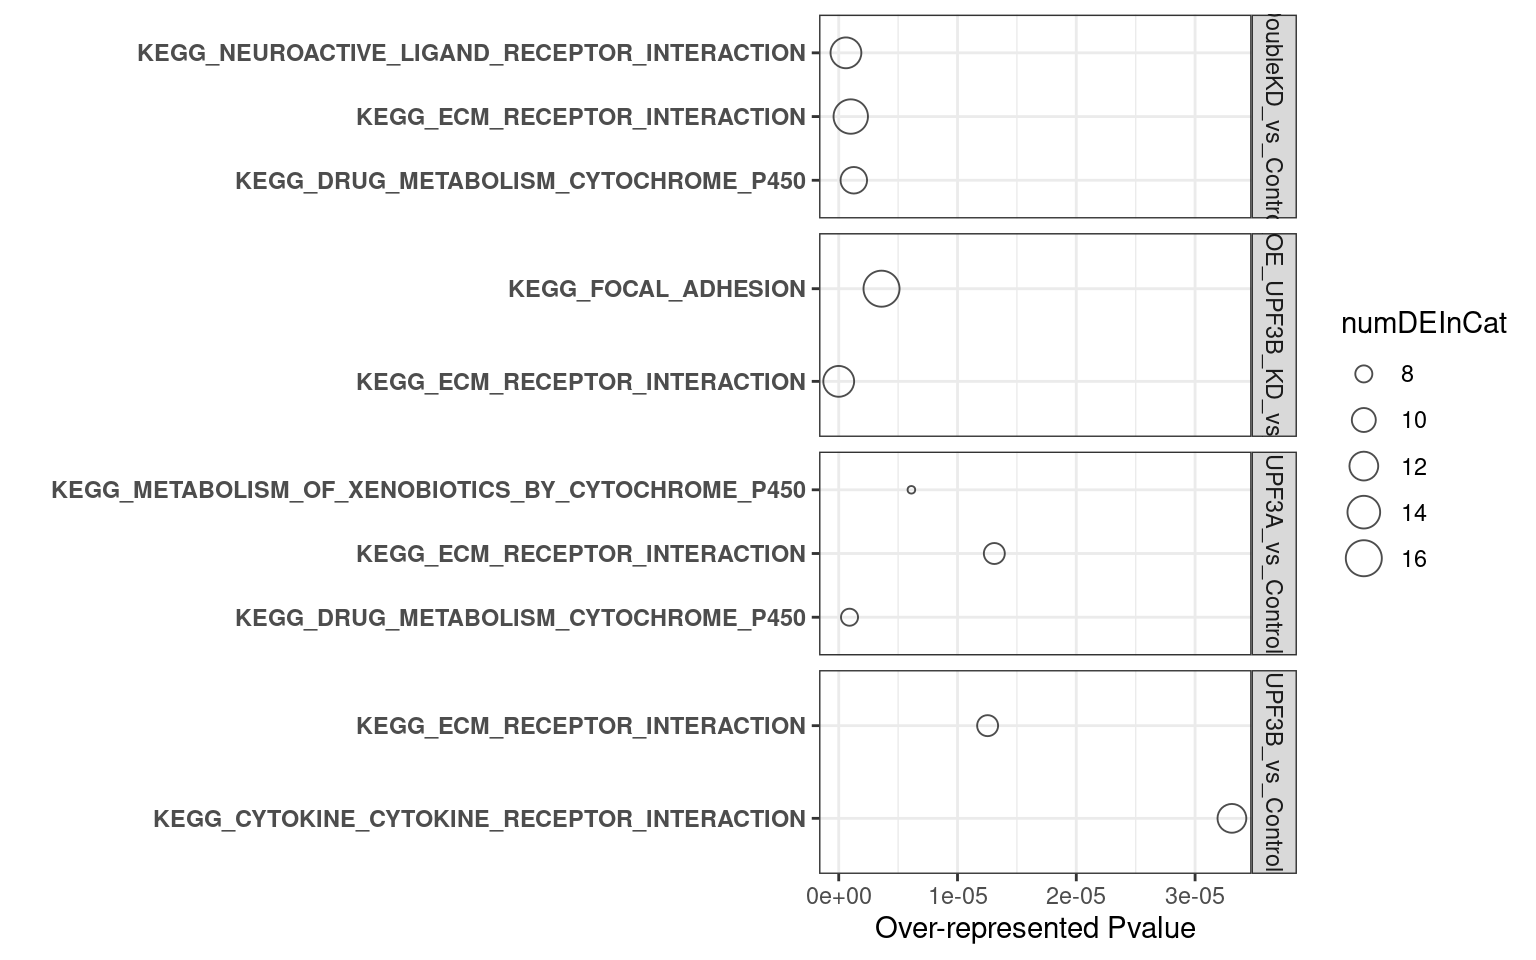 KEGG_NEUROACTIVE_LIGAND_RECEPTOR_INTERACTION
KEGG_ECM_RECEPTOR_INTERACTION
KEGG_DRUG_METABOLISM_CYTOCHROME_P450
oubleKD_vs_Contro
KEGG_FOCAL_ADHESION
KEGG_ECM_RECEPTOR_INTERACTION
OE_UPF3B_KD_vs
KEGG_METABOLISM_OF_XENOBIOTICS_BY_CYTOCHROME_P450
KEGG_ECM_RECEPTOR_INTERACTION
KEGG_DRUG_METABOLISM_CYTOCHROME_P450
UPF3A_vs_Control
KEGG_ECM_RECEPTOR_INTERACTION
KEGG_CYTOKINE_CYTOKINE_RECEPTOR_INTERACTION
UPF3B_vs_Control
0e+00 1e-05 2e-05 3e-05
Over-represented Pvalue
numDEInCat
8
10
12
14
16